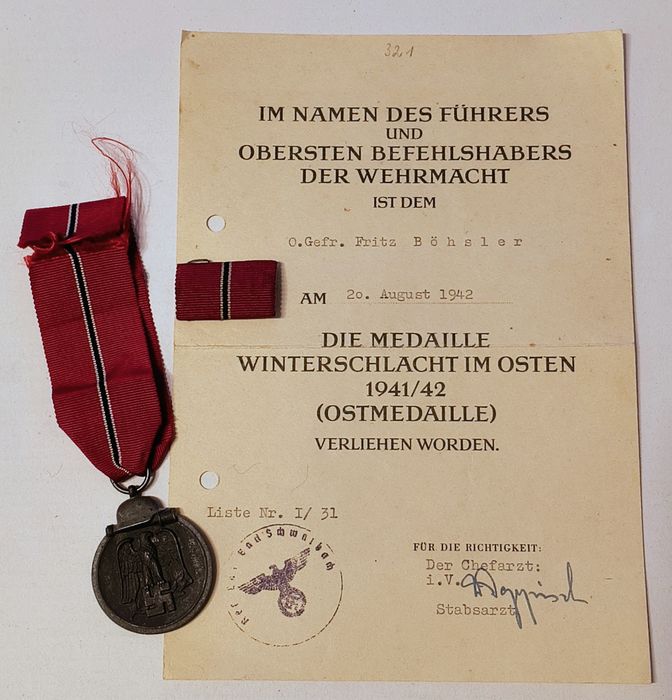 321
IM NAMEN DES FÜHRERS
UND
OBERSTEN BEFEHLSHABERS
DER WEHRMACHT
IST DEM
O.Gefr. Fritz Böhsler
AM 20. August 1942
DIE MEDAILLE
WINTERSCHLACHT IM OSTEN
1941/42
(OSTMEDAILLE)
VERLIEHEN WORDEN.
Liste Nr. I/ 31
Bad Schwalbach
FÜR DIE RICHTIGKEIT:
Der Chefarzt:
i.V.
Stabsarzt